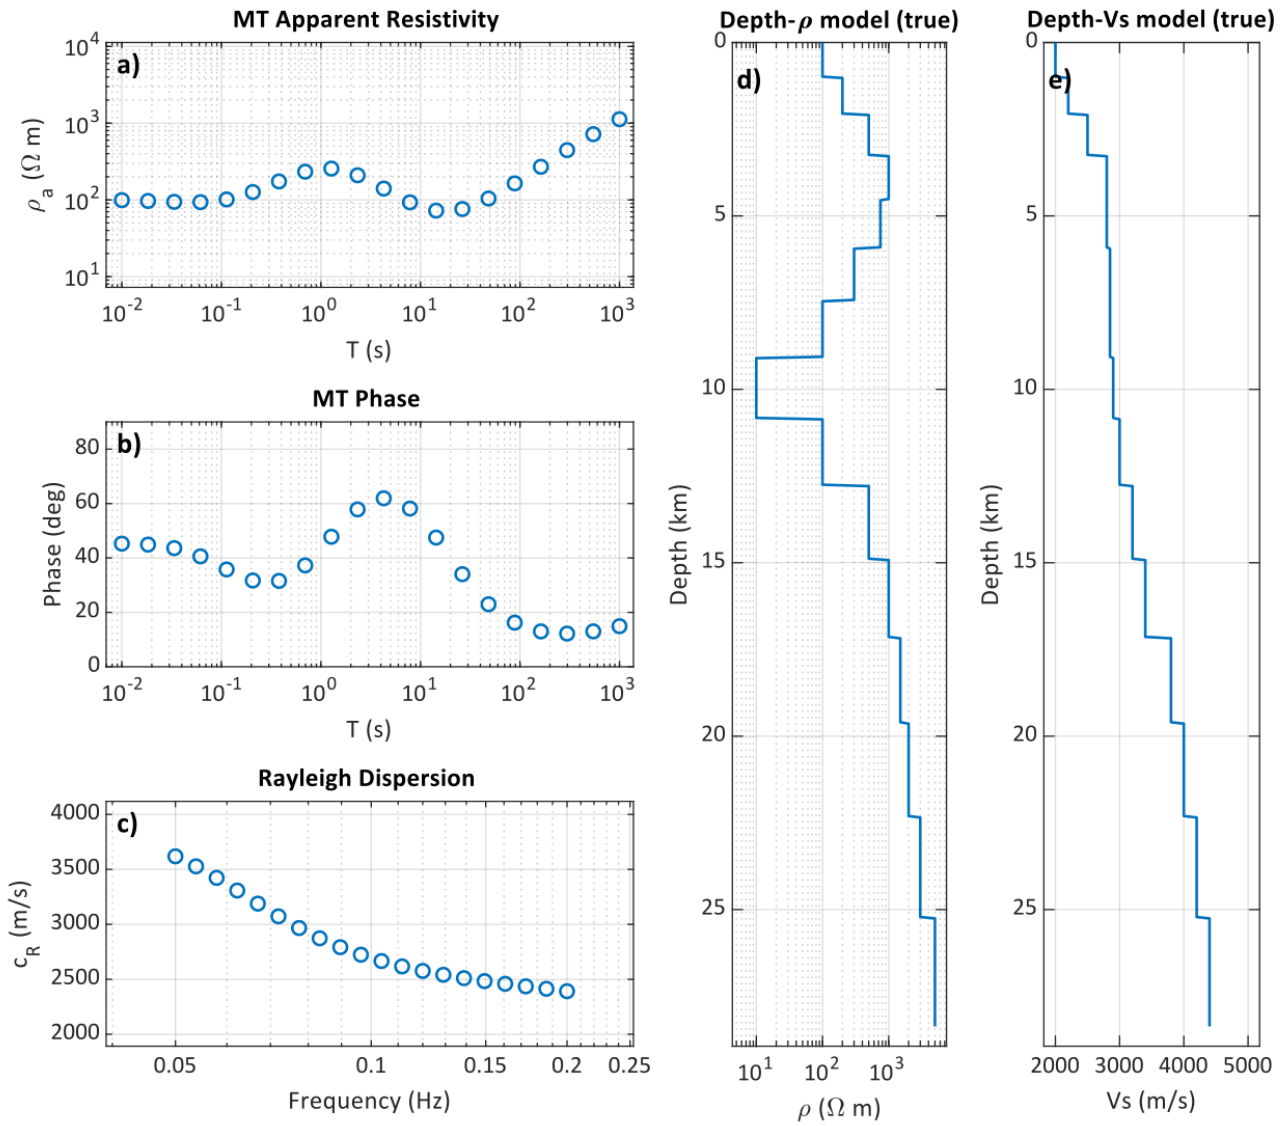 MT Apparent Resistivity
a)
10^4
10^3
10^2
10^1
ρ_a (Ω m)
10^-2 10^-1 10^0 10^1 10^2 10^3
T (s)
MT Phase
b)
80
60
40
20
0
Phase (deg)
10^-2 10^-1 10^0 10^1 10^2 10^3
T (s)
Rayleigh Dispersion
c)
4000
3500
3000
2500
2000
c_R (m/s)
0.05 0.1 0.15 0.2 0.25
Frequency (Hz)
Depth-ρ model (true)
d)
0
5
10
15
20
25
Depth (km)
10^1 10^2 10^3
ρ (Ω m)
Depth-Vs model (true)
e)
0
5
10
15
20
25
Depth (km)
2000 3000 4000 5000
Vs (m/s)